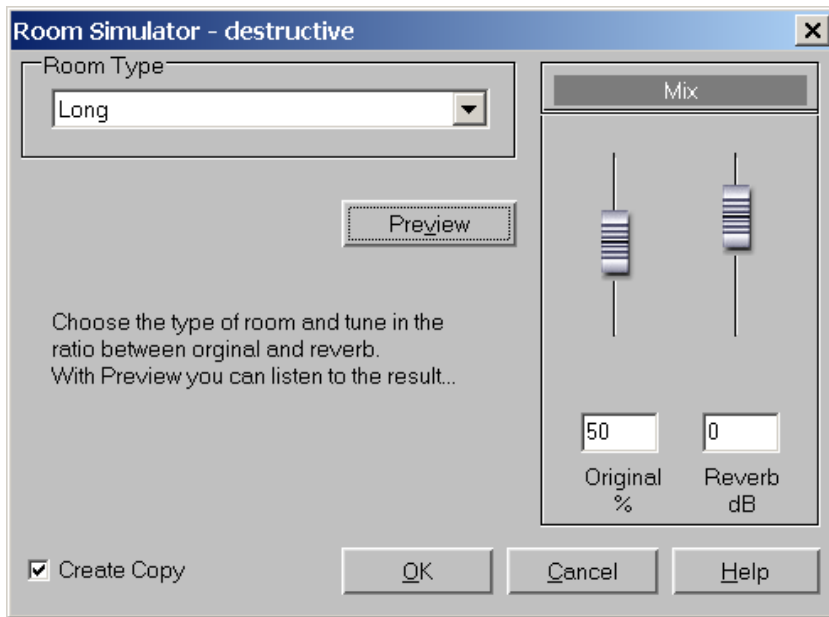 Room Simulator - destructive
Room Type
Long
Mix
Preview
Choose the type of room and tune in the
ratio between orginal and reverb.
With Preview you can listen to the result...
50
0
Original
%
Reverb
dB
Create Copy
OK
Cancel
Help